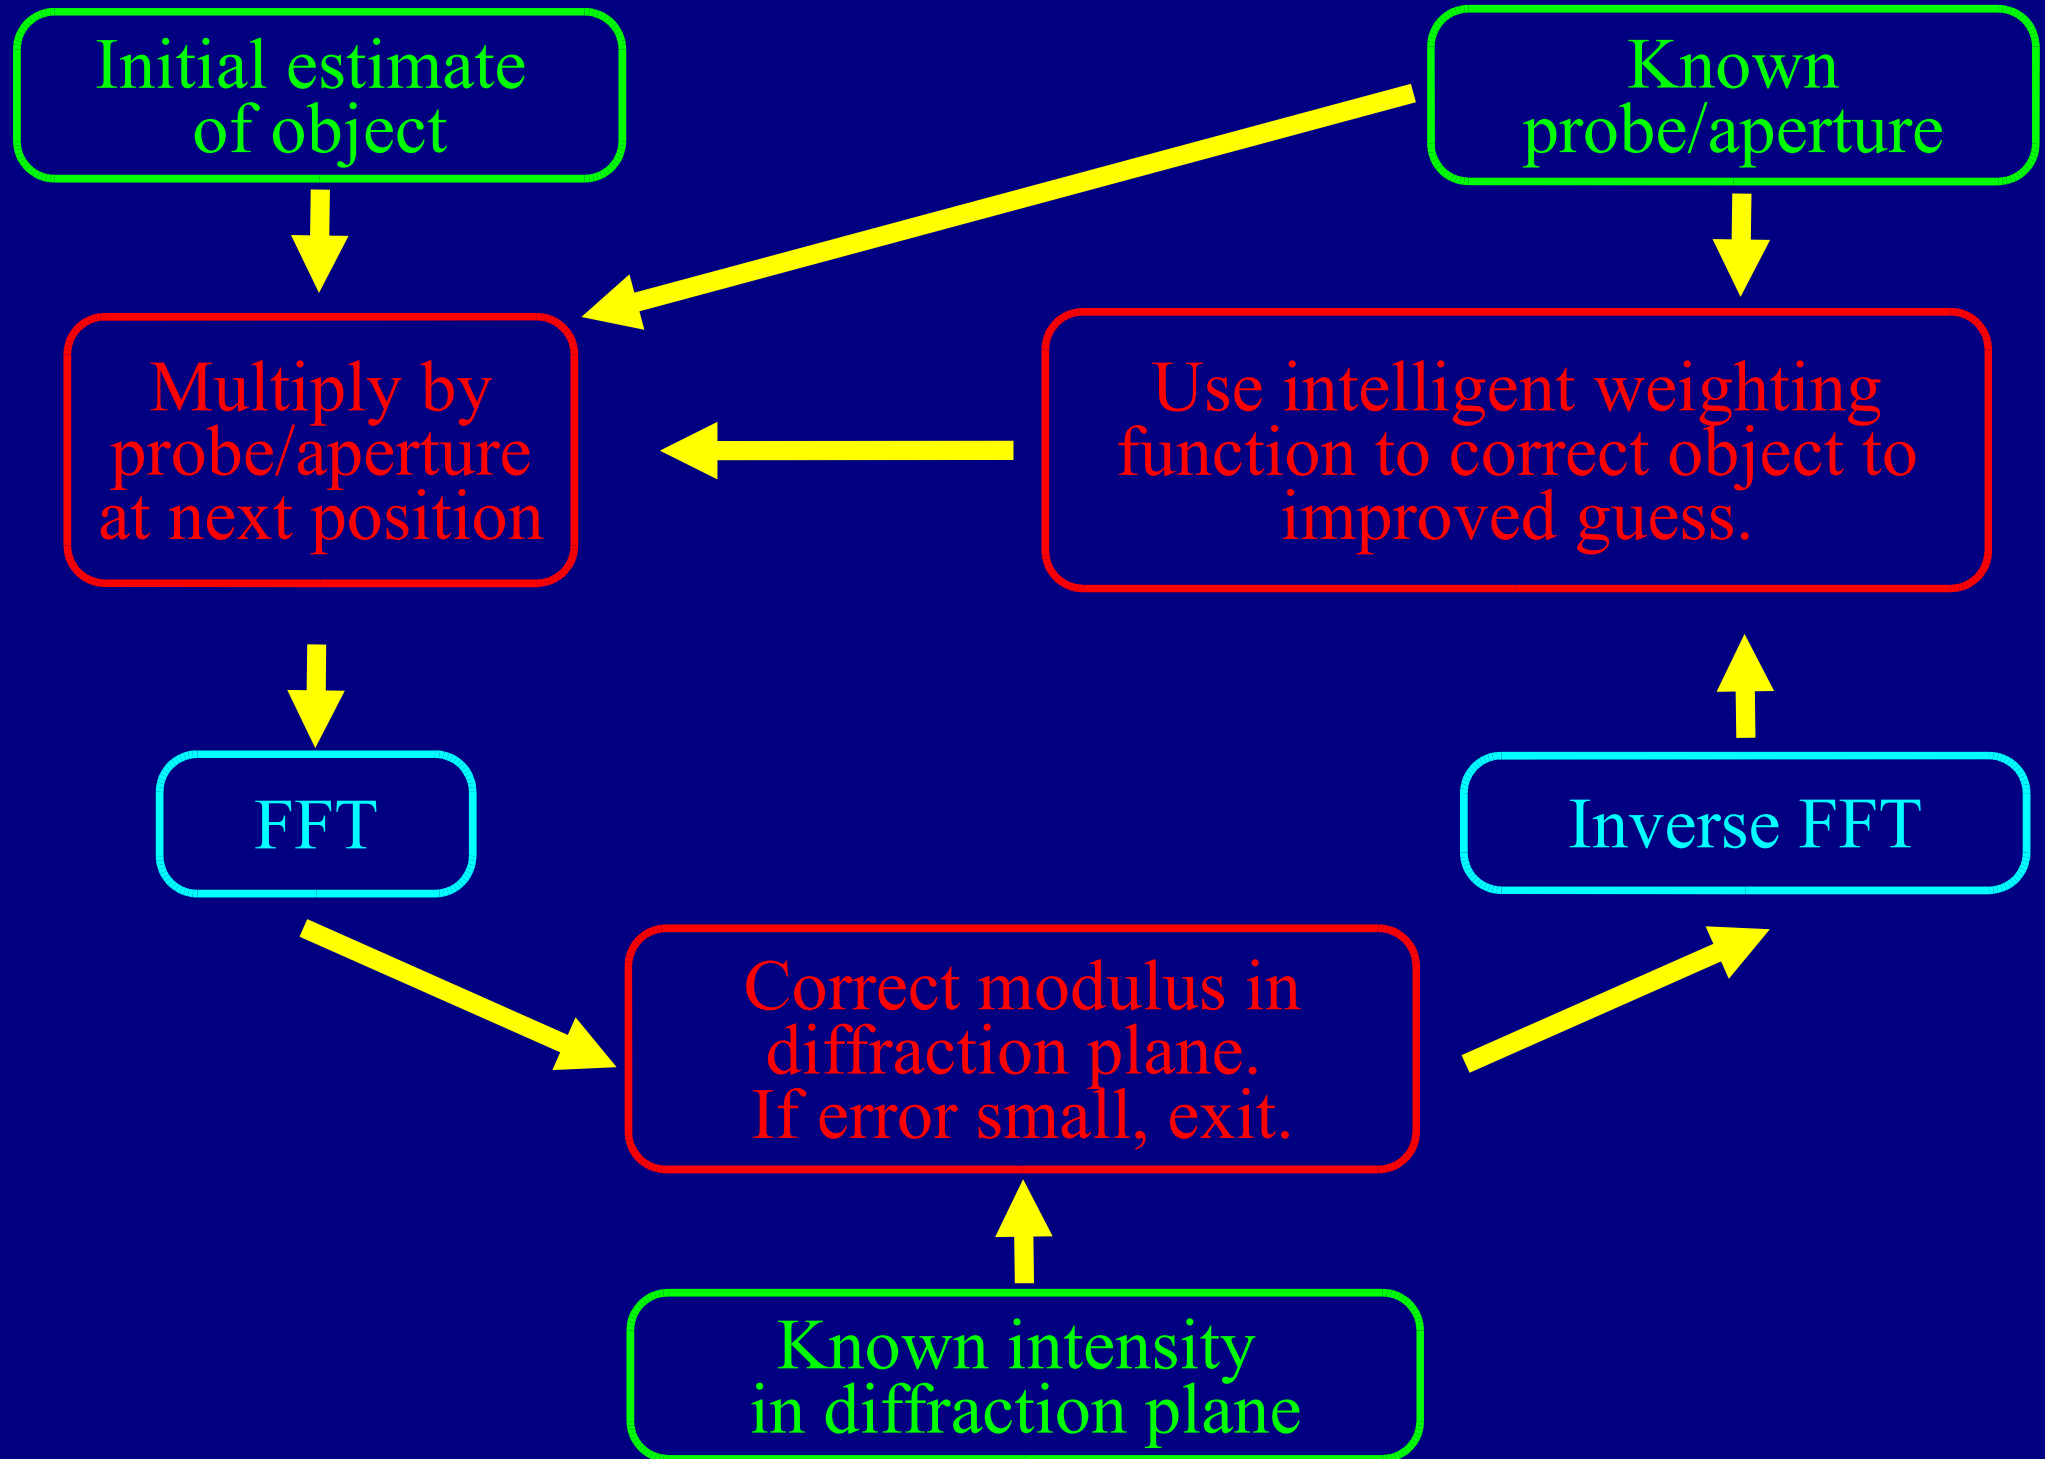 Initial estimate
of object
Known
probe/aperture
Multiply by
probe/aperture
at next position
Use intelligent weighting
function to correct object to
improved guess.
FFT
Inverse FFT
Correct modulus in
diffraction plane.
If error small, exit.
Known intensity
in diffraction plane